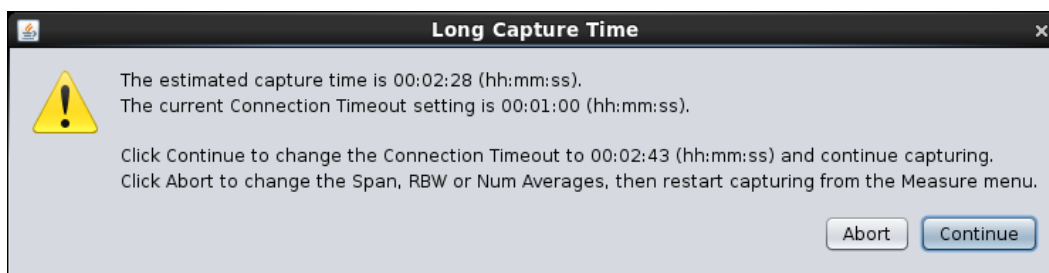 Long Capture Time
The estimated capture time is 00:02:28 (hh:mm:ss).
The current Connection Timeout setting is 00:01:00 (hh:mm:ss).
Click Continue to change the Connection Timeout to 00:02:43 (hh:mm:ss) and continue capturing.
Click Abort to change the Span, RBW or Num Averages, then restart capturing from the Measure menu.
Abort Continue